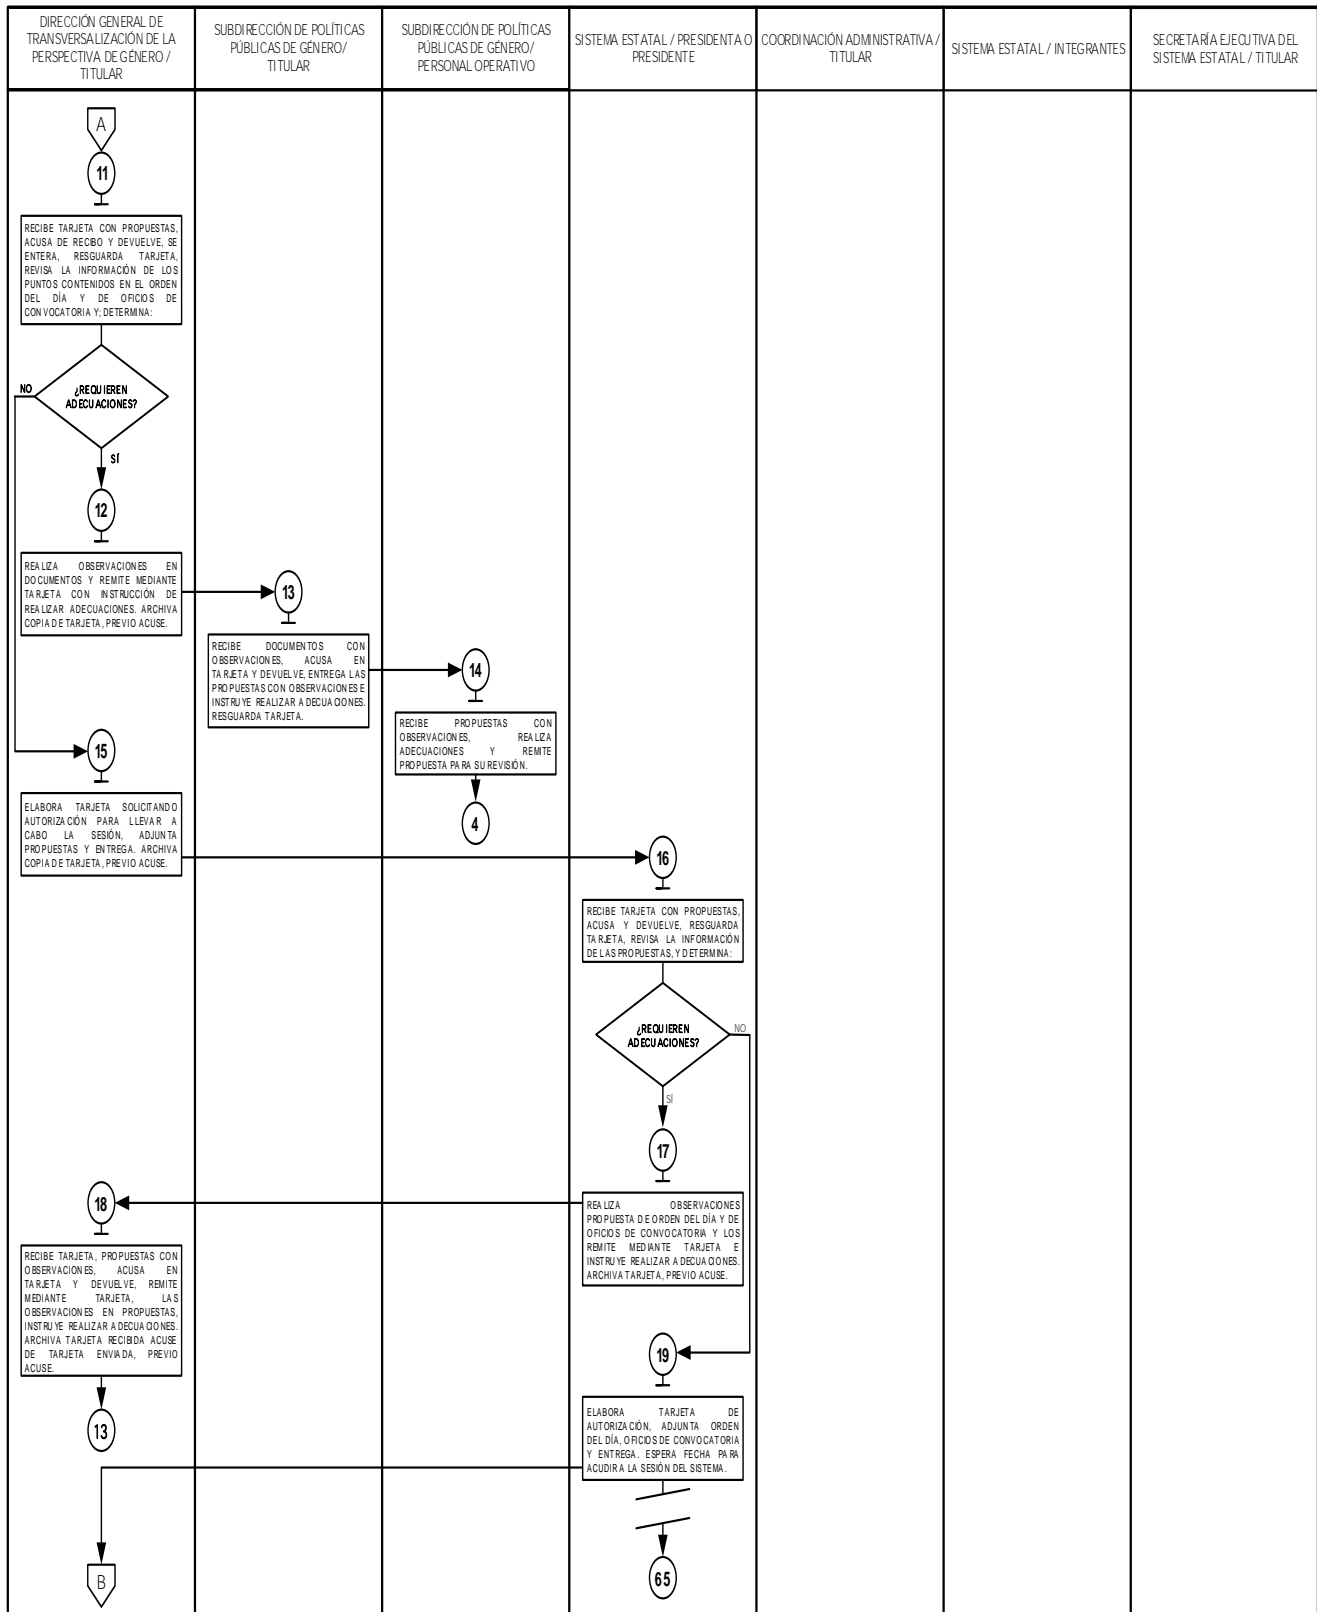 DIRECCIÓN GENERAL DE
TRANSVERSALIZACIÓN DE LA
PERSPECTIVA DE GÉNERO /
TITULAR
SUBDIRECCIÓN DE POLÍTICAS
PÚBLICAS DE GÉNERO/
TITULAR
SUBDIRECCIÓN DE POLÍTICAS
PÚBLICAS DE GÉNERO/
PERSONAL OPERATIVO
SISTEMA ESTATAL / PRESIDENTA O
PRESIDENTE
COORDINACIÓN ADMINISTRATIVA /
TITULAR
SISTEMA ESTATAL / INTEGRANTES
SECRETARÍA EJECUTIVA DEL
SISTEMA ESTATAL / TITULAR
A
11
RECIBE TARJETA CON PROPUESTAS,
ACUSA DE RECIBO Y DEVUELVE, SE
ENTERA, RESGUARDA TARJETA,
REVISA LA INFORMACIÓN DE LOS
PUNTOS CONTENIDOS EN EL ORDEN
DEL DÍA Y DE OFICIOS DE
CONVOCATORIA Y; DETERMINA:
NO
¿REQUIEREN
ADECUACIONES?
SÍ
12
REALIZA OBSERVACIONES EN
DOCUMENTOS Y REMITE MEDIANTE
TARJETA CON INSTRUCCIÓN DE
REALIZAR ADECUACIONES. ARCHIVA
COPIA DE TARJETA, PREVIO ACUSE.
13
RECIBE DOCUMENTOS CON
OBSERVACIONES, ACUSA EN
TARJETA Y DEVUELVE, ENTREGA LAS
PROPUESTAS CON OBSERVACIONES E
INSTRUYE REALIZAR ADECUACIONES.
RESGUARDA TARJETA.
14
RECIBE PROPUESTAS CON
OBSERVACIONES, REALIZA
ADECUACIONES Y REMITE
PROPUESTA PARA SU REVISIÓN.
4
15
ELABORA TARJETA SOLICITANDO
AUTORIZACIÓN PARA LLEVAR A
CABO LA SESIÓN, ADJUNTA
PROPUESTAS Y ENTREGA. ARCHIVA
COPIA DE TARJETA, PREVIO ACUSE.
16
RECIBE TARJETA CON PROPUESTAS,
ACUSA Y DEVUELVE, RESGUARDA
TARJETA, REVISA LA INFORMACIÓN
DE LAS PROPUESTAS, Y DETERMINA:
¿REQUIEREN
ADECUACIONES?
NO
SÍ
17
REALIZA OBSERVACIONES
PROPUESTA DE ORDEN DEL DÍA Y DE
OFICIOS DE CONVOCATORIA Y LOS
REMITE MEDIANTE TARJETA E
INSTRUYE REALIZAR ADECUACIONES.
ARCHIVA TARJETA, PREVIO ACUSE.
18
RECIBE TARJETA, PROPUESTAS CON
OBSERVACIONES, ACUSA EN
TARJETA Y DEVUELVE, REMITE
MEDIANTE TARJETA, LAS
OBSERVACIONES EN PROPUESTAS,
INSTRUYE REALIZAR ADECUACIONES.
ARCHIVA TARJETA RECIBIDA ACUSE
DE TARJETA ENVIADA, PREVIO
ACUSE.
13
19
ELABORA TARJETA DE
AUTORIZACIÓN, ADJUNTA ORDEN
DEL DÍA, OFICIOS DE CONVOCATORIA
Y ENTREGA. ESPERA FECHA PARA
ACUDIR A LA SESIÓN DEL SISTEMA.
B
65